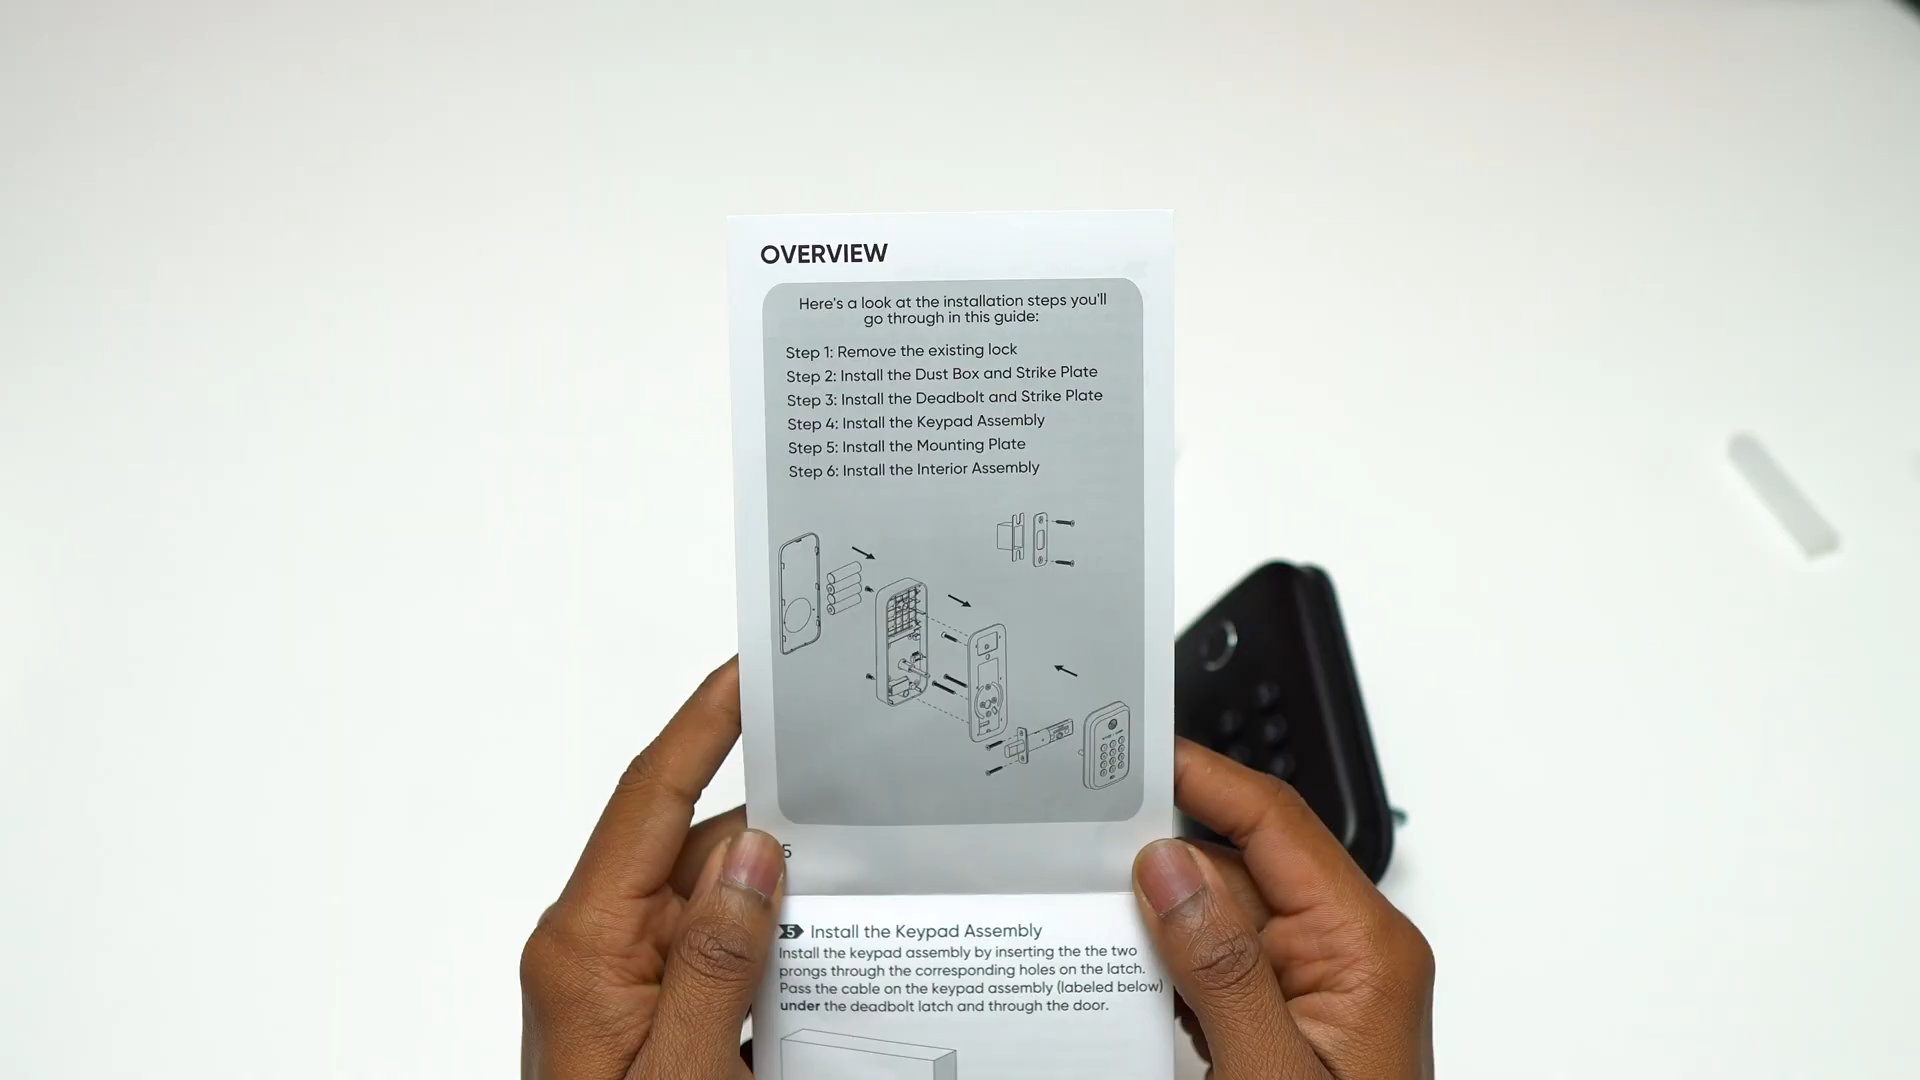 OVERVIEW
Here's a look at the installation steps you'll
go through in this guide:
Step 1: Remove the existing lock
Step 2: Install the Dust Box and Strike Plate
Step 3: Install the Deadbolt and Strike Plate
Step 4: Install the Keypad Assembly
Step 5: Install the Mounting Plate
Step 6: Install the Interior Assembly
5
5 Install the Keypad Assembly
Install the keypad assembly by inserting the the two
prongs through the corresponding holes on the latch.
Pass the cable on the keypad assembly (labeled below)
under the deadbolt latch and through the door.